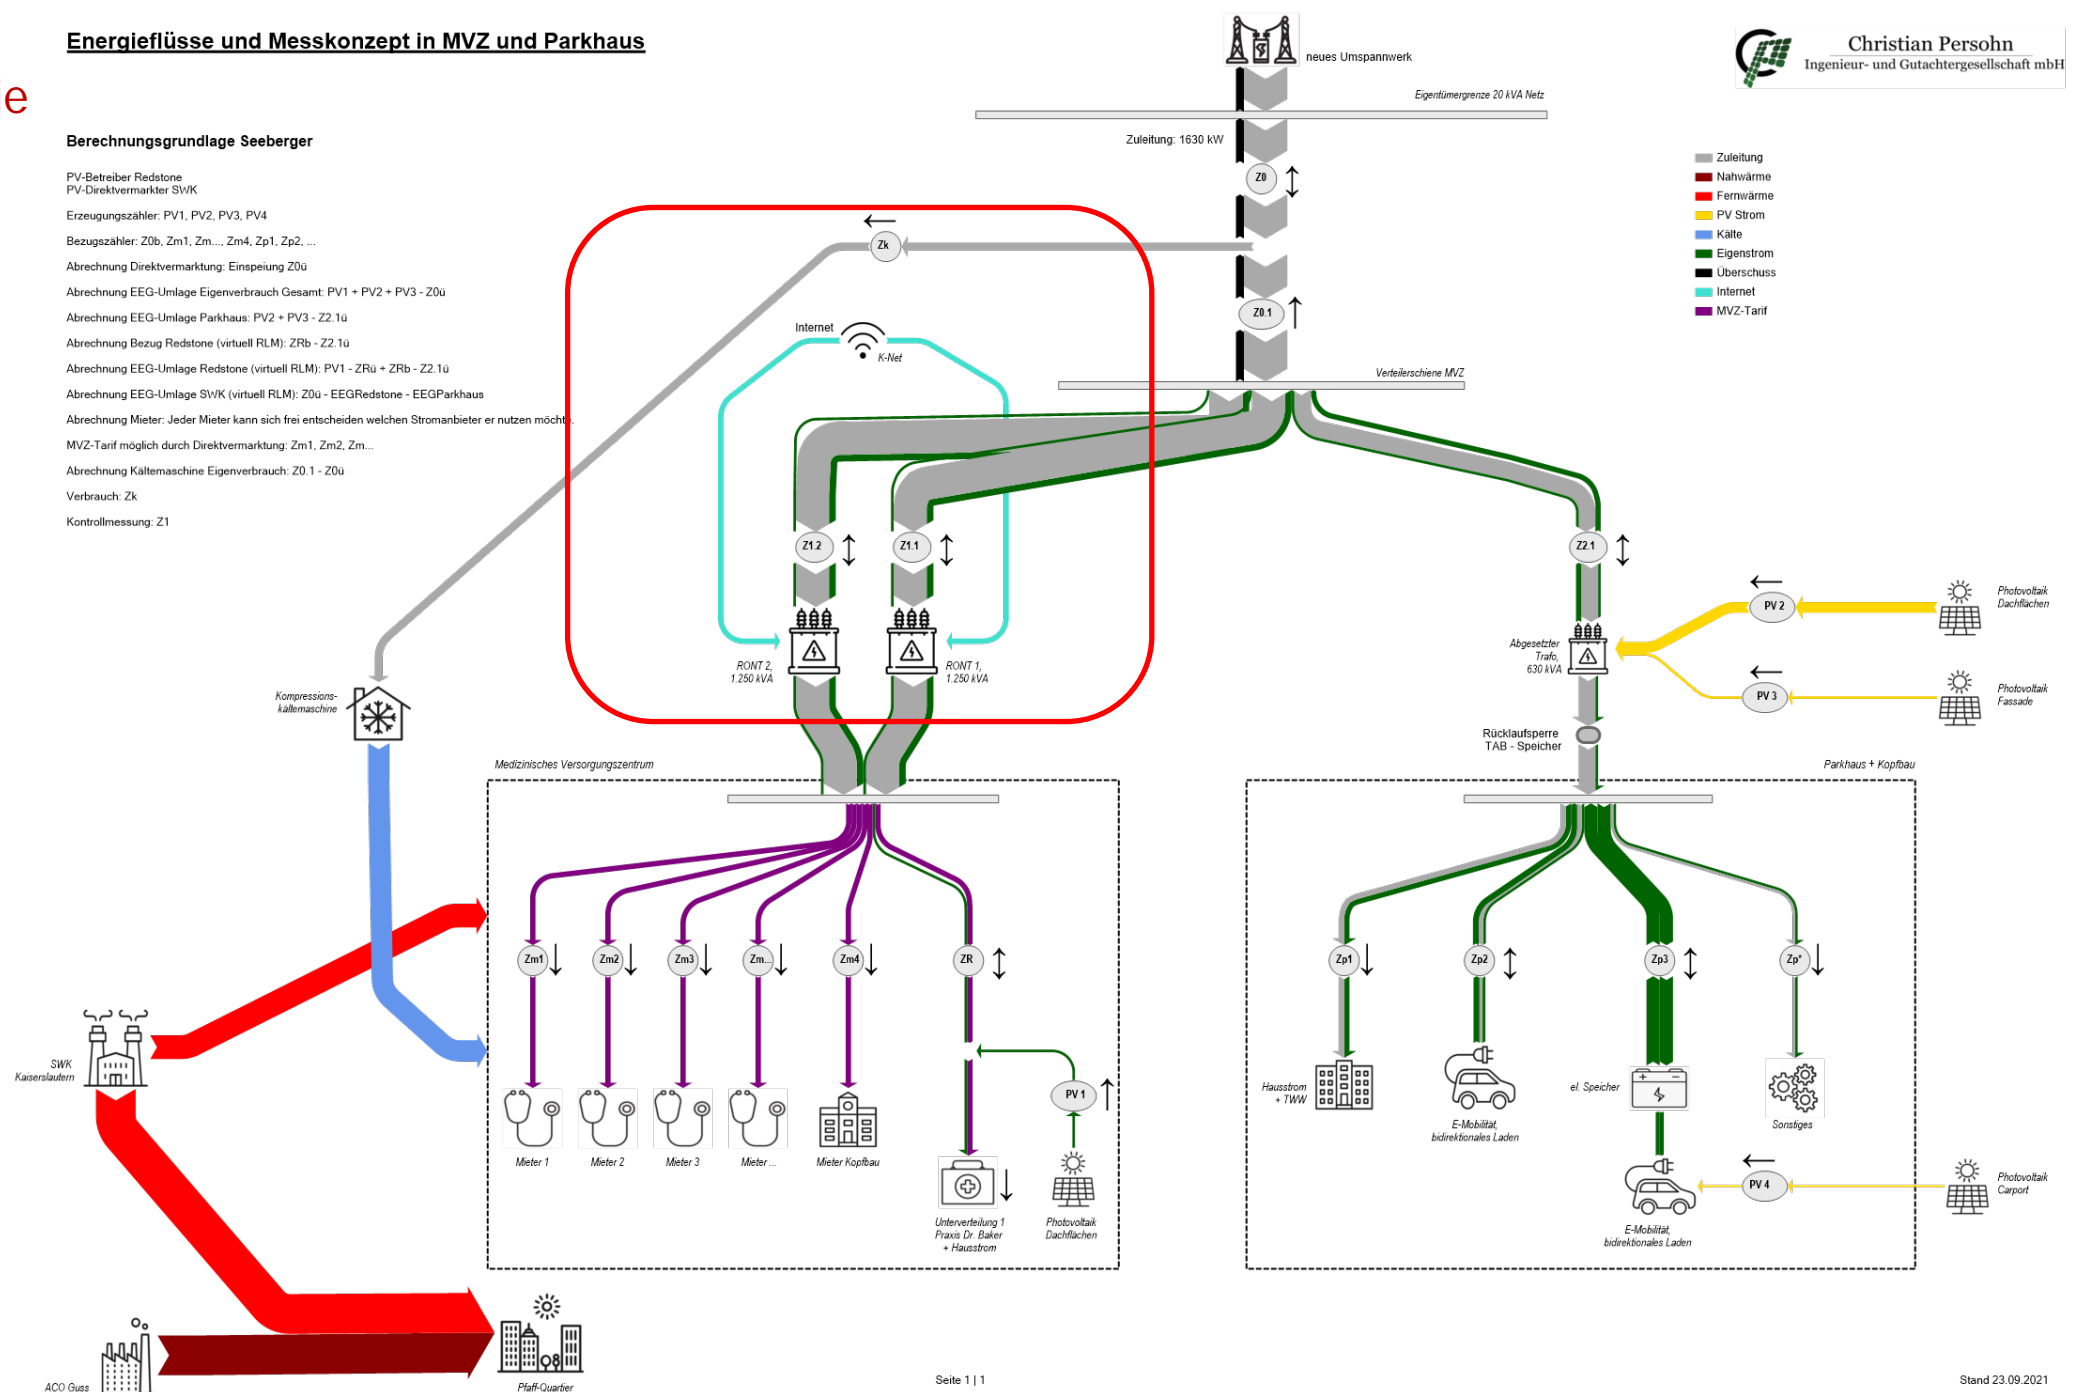 Energieflüsse und Messkonzept in MVZ und Parkhaus
e
Berechnungsgrundlage Seeberger
PV-Betreiber Redstone
PV-Direktvermarkter SWK
Erzeugungszähler: PV1, PV2, PV3, PV4
Bezugszähler: Z0b, Zm1, Zm..., Zm4, Zp1, Zp2, ...
Abrechnung Direktvermarktung: Einspeiung Z0ü
Abrechnung EEG-Umlage Eigenverbrauch Gesamt: PV1 + PV2 + PV3 - Z0ü
Abrechnung EEG-Umlage Parkhaus: PV2 + PV3 - Z2.1ü
Abrechnung Bezug Redstone (virtuell RLM): ZRb - Z2.1ü
Abrechnung EEG-Umlage Redstone (virtuell RLM): PV1 - ZRü + ZRb - Z2.1ü
Abrechnung EEG-Umlage SWK (virtuell RLM): Z0ü - EEGRedstone - EEGParkhaus
Abrechnung Mieter: Jeder Mieter kann sich frei entscheiden welchen Stromanbieter er nutzen möchte.
MVZ-Tarif möglich durch Direktvermarktung: Zm1, Zm2, Zm...
Abrechnung Kältemaschine Eigenverbrauch: Z0.1 - Z0ü
Verbrauch: Zk
Kontrollmessung: Z1
neues Umspannwerk
Eigentümergrenze 20 kVA Netz
Zuleitung: 1630 kW
Z0
Zk
Z0.1
Internet
K-Net
Verteilerschiene MVZ
Christian Persohn
Ingenieur- und Gutachtergesellschaft mbH
Zuleitung
Nahwärme
Fernwärme
PV Strom
Kälte
Eigenstrom
Überschuss
Internet
MVZ-Tarif
Z1.2
Z1.1
Z2.1
RONT 2,
1.250 kVA
RONT 1,
1.250 kVA
Abgesetzter
Trafo,
630 kVA
PV 2
Photovoltaik
Dachflächen
PV 3
Photovoltaik
Fassade
Rücklaufsperre
TAB - Speicher
Kompressions-
kältemaschine
Medizinisches Versorgungszentrum
Parkhaus + Kopfbau
Zm1
Zm2
Zm3
Zm...
Zm4
ZR
Zp1
Zp2
Zp3
Zp*
SWK
Kaiserslautern
PV 1
Mieter 1
Mieter 2
Mieter 3
Mieter ...
Mieter Kopfbau
Unterverteilung 1
Praxis Dr. Baker
+ Hausstrom
Photovoltaik
Dachflächen
Hausstrom
+ TWW
E-Mobilität,
bidirektionales Laden
el. Speicher
Sonstiges
PV 4
Photovoltaik
Carport
E-Mobilität,
bidirektionales Laden
ACO Guss
Pfaff-Quartier
Seite 1 | 1
Stand 23.09.2021